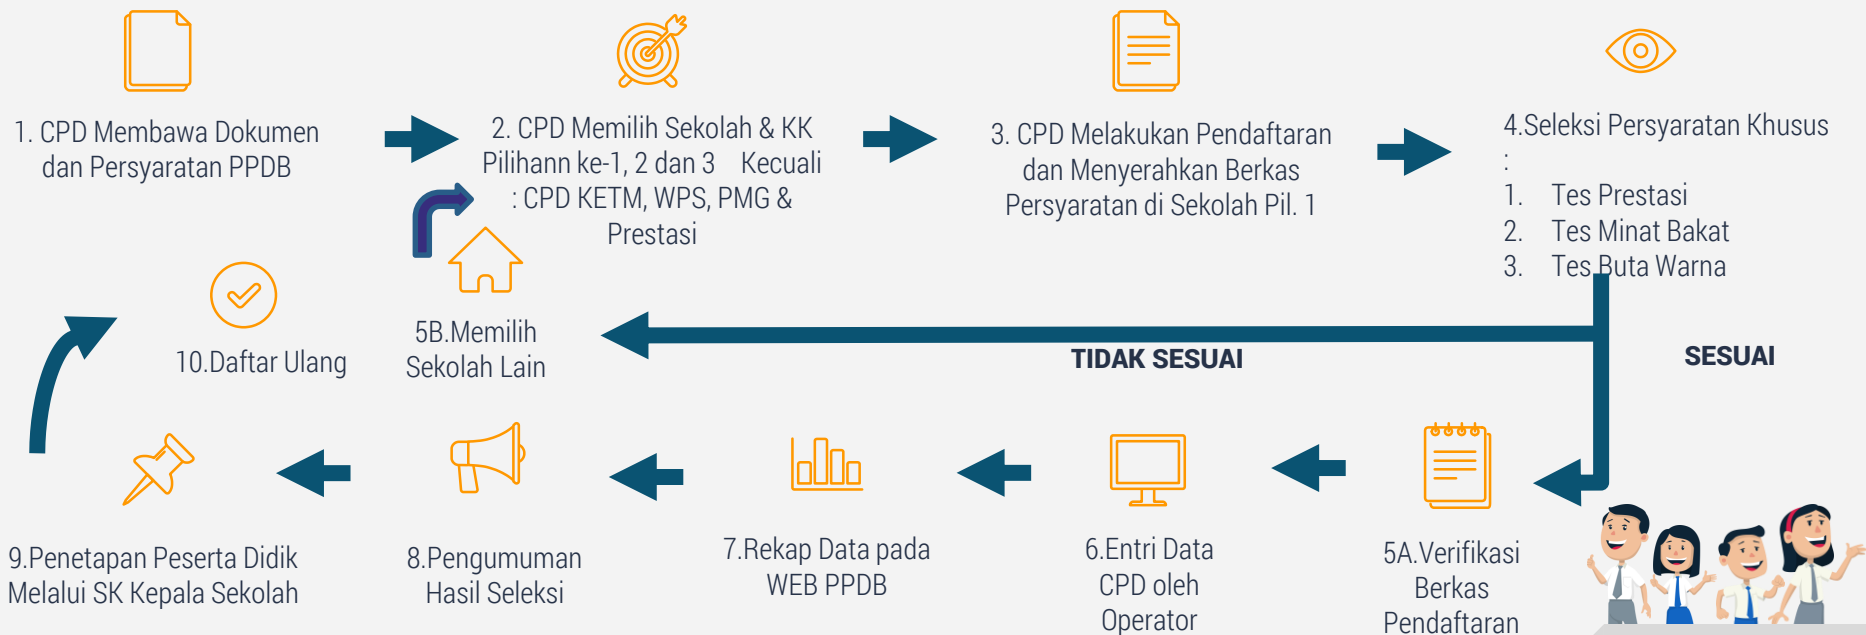 1. CPD Membawa Dokumen
dan Persyaratan PPDB
2. CPD Memilih Sekolah & KK
Pilihann ke-1, 2 dan 3 Kecuali
: CPD KETM, WPS, PMG &
Prestasi
3. CPD Melakukan Pendaftaran
dan Menyerahkan Berkas
Persyaratan di Sekolah Pil. 1
4.Seleksi Persyaratan Khusus
:
1. Tes Prestasi
2. Tes Minat Bakat
3. Tes Buta Warna
TIDAK SESUAI
SESUAI
5B.Memilih
Sekolah Lain
5A.Verifikasi
Berkas
Pendaftaran
6.Entri Data
CPD oleh
Operator
7.Rekap Data pada
WEB PPDB
8.Pengumuman
Hasil Seleksi
9.Penetapan Peserta Didik
Melalui SK Kepala Sekolah
10.Daftar Ulang